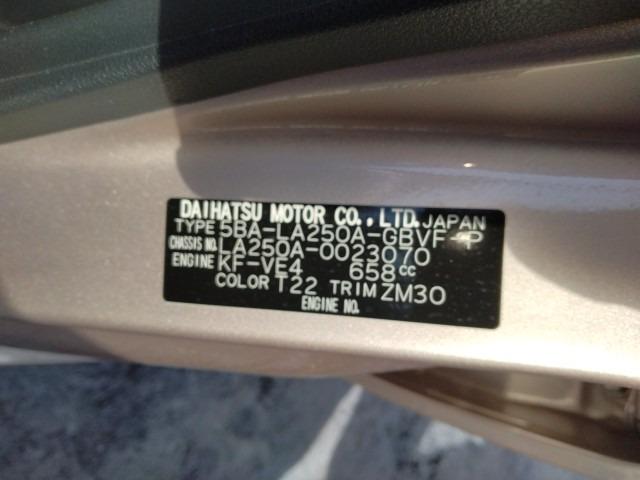 DAIHATSU MOTOR CO.,LTD.JAPAN
TYPE 5BA-LA250A-GBVF-P
CHASSIS NO. LA250A-0023070
ENGINE KF-VE4 658cc
COLOR T22 TRIM ZM30
ENGINE NO.